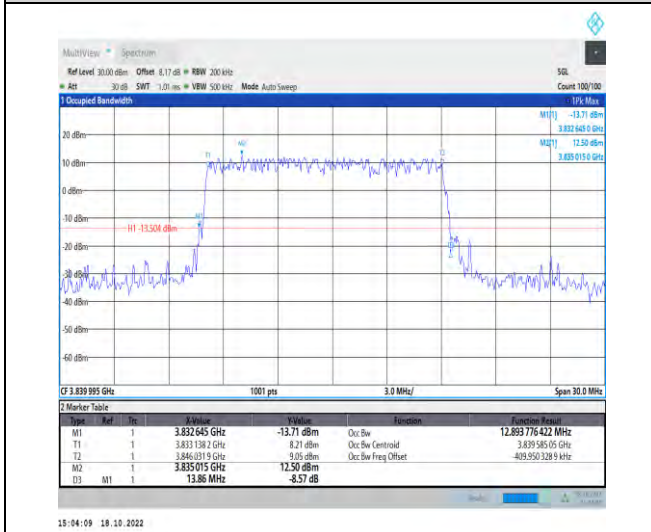 MultiView Spectrum
Ref Level 30.00 dBm Offset 8.17 dB RBW 200 kHz SGL
Att 30 dB SWT 1.01 ms VBW 500 kHz Mode Auto Sweep Count 100/100
1 Occupied Bandwidth 1Pk Max
M1[1] -13.71 dBm
3.832 645 0 GHz
20 dBm M2[1] 12.50 dBm
3.835 015 0 GHz
M2
T1
10 dBm
0 dBm
-10 dBm
M1
H1 -13.504 dBm
-30 dBm
-40 dBm
-50 dBm
-60 dBm
CF 3.839 995 GHz 1001 pts 3.0 MHz/ Span 30.0 MHz
2 Marker Table
Type Ref Trc X-Value Y-Value Function Function Result
M1 1 3.832 645 GHz -13.71 dBm Occ Bw 12.893 776 422 MHz
T1 1 3.833 138 2 GHz 8.21 dBm Occ Bw Centroid 3.839 585 05 GHz
T2 1 3.846 031 9 GHz 9.05 dBm Occ Bw Freq Offset -409.950 328 9 kHz
M2 1 3.835 015 GHz 12.50 dBm
D3 M1 1 13.86 MHz -8.57 dB
15:04:09 18.10.2022